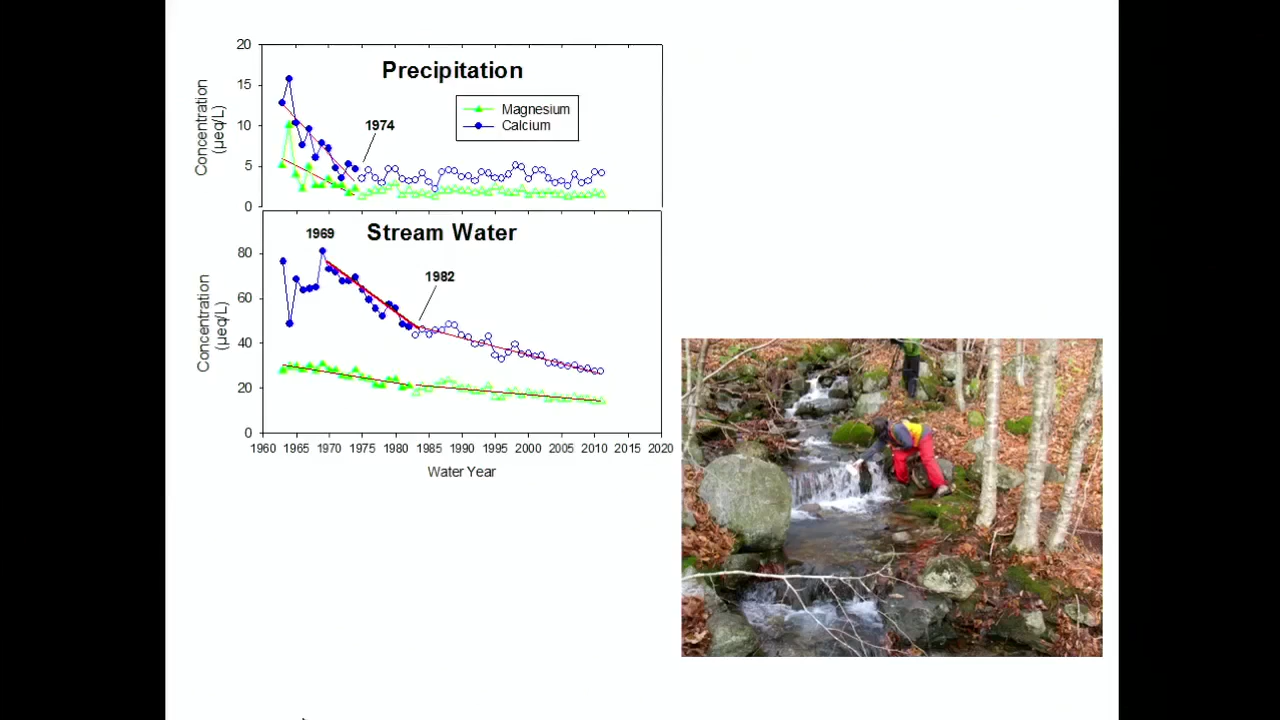 Precipitation
20
15
10
5
0
Concentration
(µeq/L)
Magnesium
Calcium
1974
Stream Water
1969
1982
80
60
40
20
0
Concentration
(µeq/L)
1960 1965 1970 1975 1980 1985 1990 1995 2000 2005 2010 2015 2020
Water Year